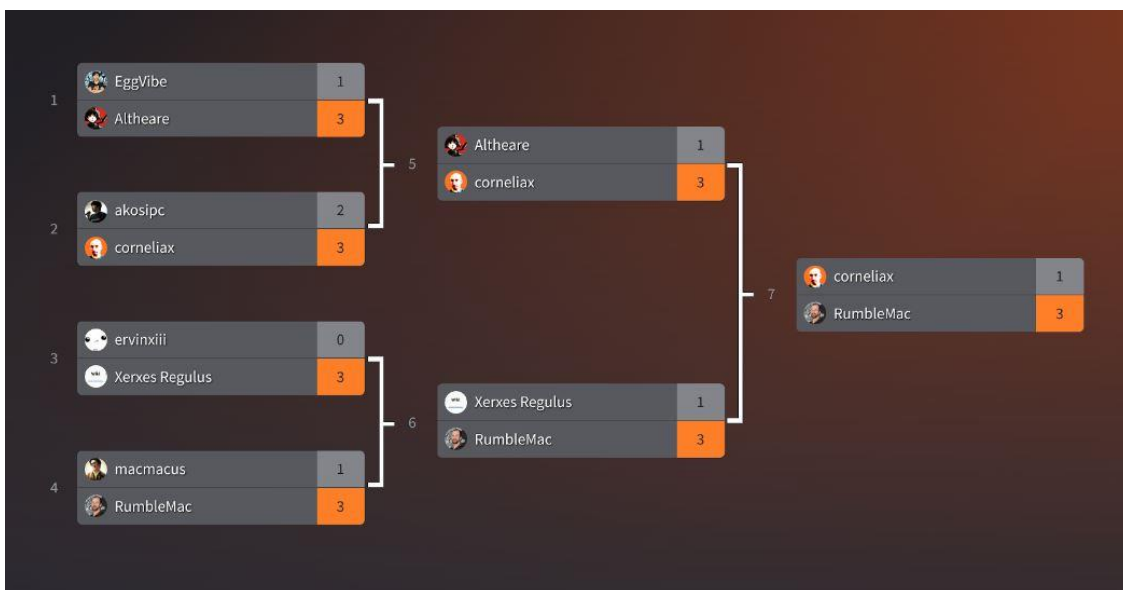 1
EggVibe 1
Altheare 3
2
akosipc 2
corneliax 3
3
ervinxiii 0
Xerxes Regulus 3
4
macmacus 1
RumbleMac 3
5
Altheare 1
corneliax 3
6
Xerxes Regulus 1
RumbleMac 3
7
corneliax 1
RumbleMac 3